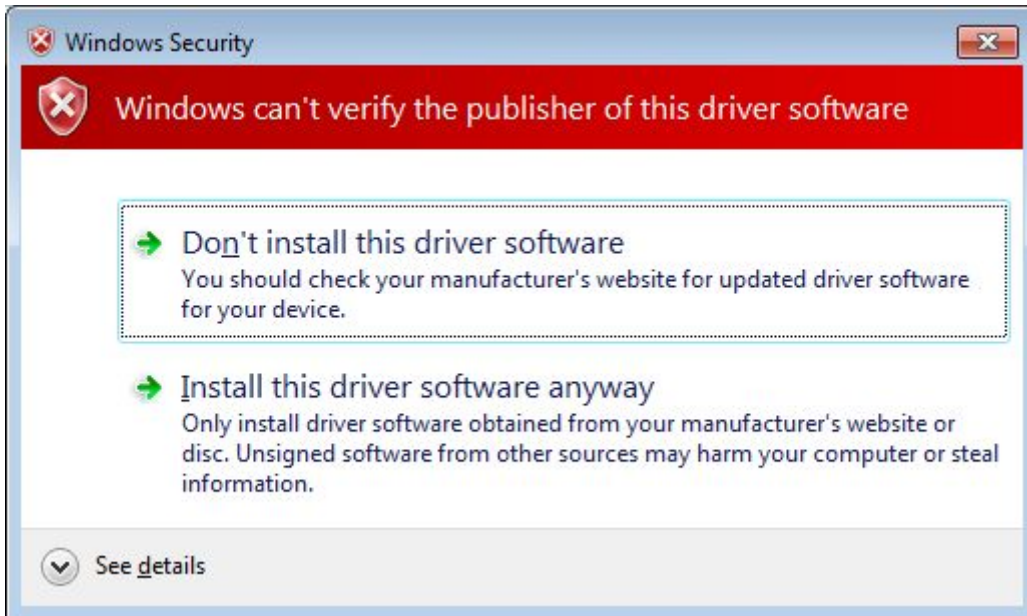 Windows Security
Windows can't verify the publisher of this driver software
Don't install this driver software
You should check your manufacturer's website for updated driver software
for your device.
Install this driver software anyway
Only install driver software obtained from your manufacturer's website or
disc. Unsigned software from other sources may harm your computer or steal
information.
See details